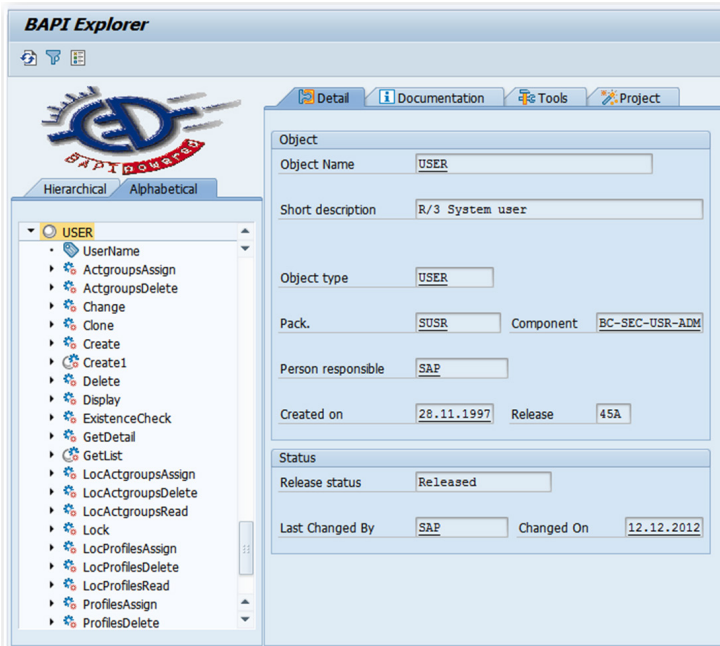 BAPI Explorer
BAPI powered
Hierarchical Alphabetical
USER
UserName
ActgroupsAssign
ActgroupsDelete
Change
Clone
Create
Create1
Delete
Display
ExistenceCheck
GetDetail
GetList
LocActgroupsAssign
LocActgroupsDelete
LocActgroupsRead
Lock
LocProfilesAssign
LocProfilesDelete
LocProfilesRead
ProfilesAssign
ProfilesDelete
Detail Documentation Tools Project
Object
Object Name USER
Short description R/3 System user
Object type USER
Pack. SUSR Component BC-SEC-USR-ADM
Person responsible SAP
Created on 28.11.1997 Release 45A
Status
Release status Released
Last Changed By SAP Changed On 12.12.2012